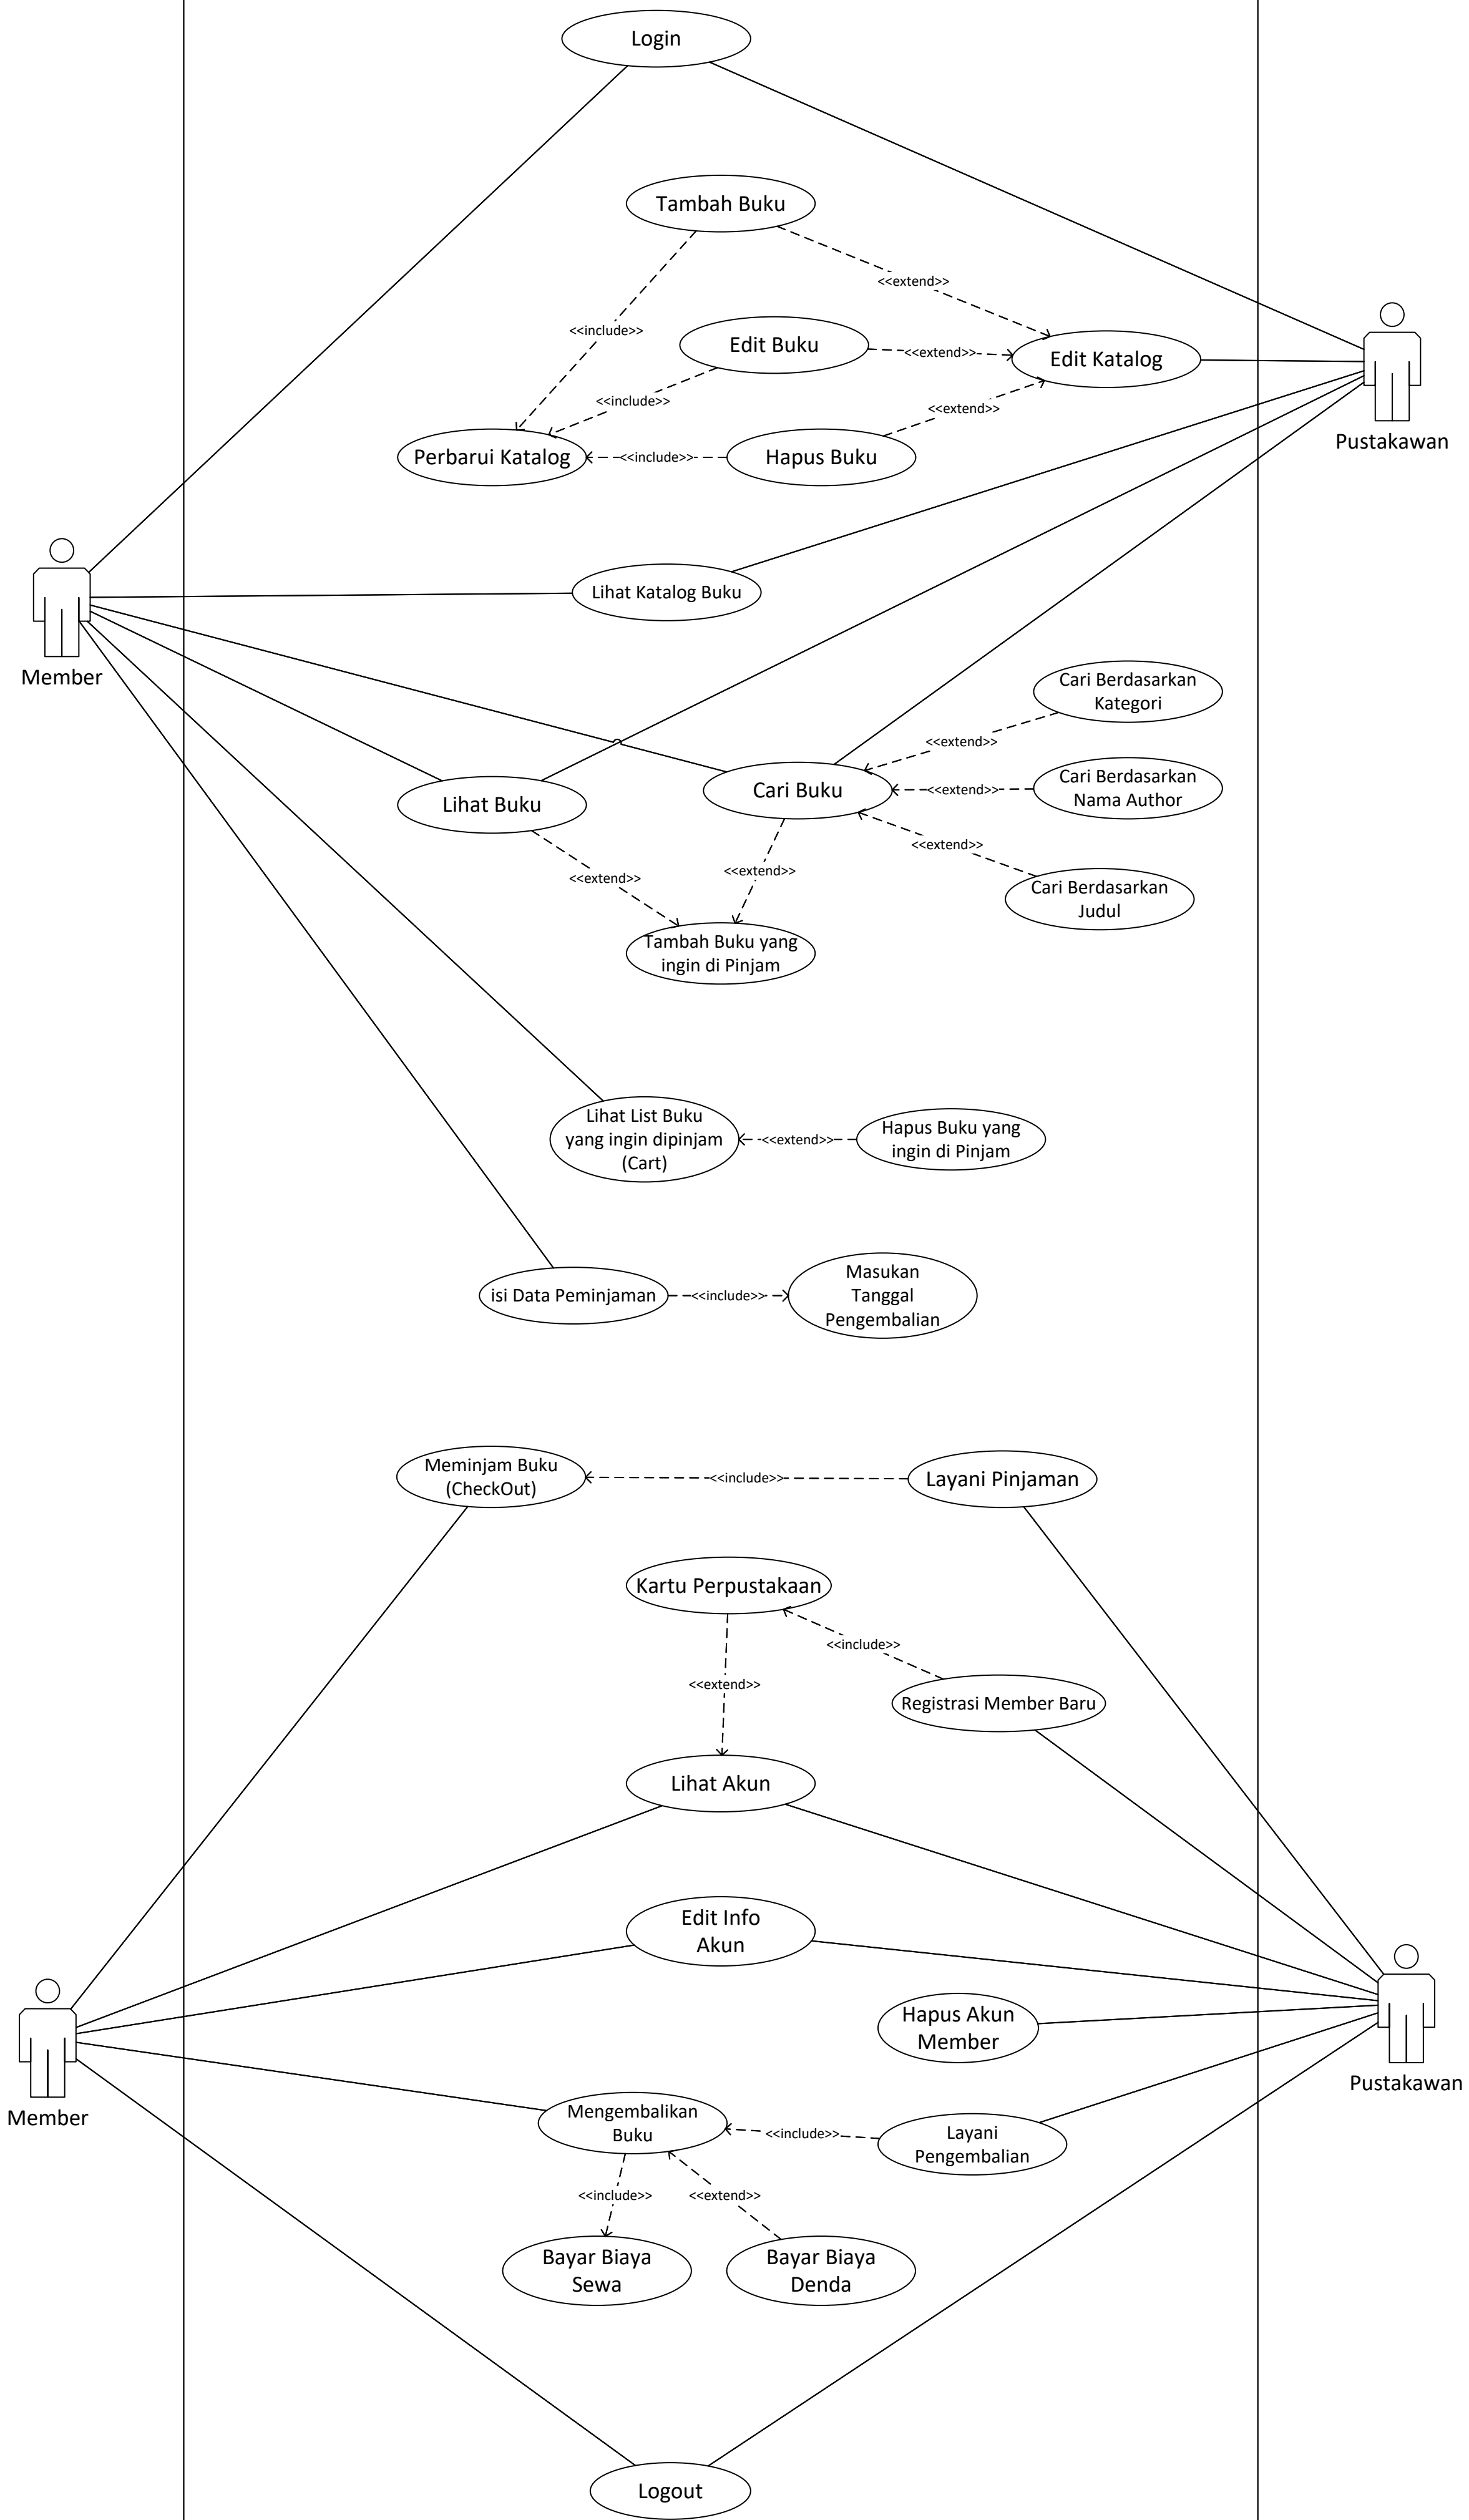 Login
Tambah Buku
<<extend>>
<<include>>
Edit Buku
<<extend>>
Edit Katalog
<<include>>
<<extend>>
Pustakawan
Perbarui Katalog
<<include>>
Hapus Buku
Lihat Katalog Buku
Member
Cari Berdasarkan
Kategori
<<extend>>
Cari Berdasarkan
Nama Author
<<extend>>
Cari Buku
Lihat Buku
<<extend>>
<<extend>>
<<extend>>
Cari Berdasarkan
Judul
Tambah Buku yang
ingin di Pinjam
Lihat List Buku
yang ingin dipinjam
(Cart)
<<extend>>
Hapus Buku yang
ingin di Pinjam
isi Data Peminjaman
<<include>>
Masukan
Tanggal
Pengembalian
Meminjam Buku
(CheckOut)
<<include>>
Layani Pinjaman
Kartu Perpustakaan
<<include>>
<<extend>>
Registrasi Member Baru
Lihat Akun
Edit Info
Akun
Hapus Akun
Member
Pustakawan
Member
Mengembalikan
Buku
<<include>>
Layani
Pengembalian
<<include>>
<<extend>>
Bayar Biaya
Sewa
Bayar Biaya
Denda
Logout